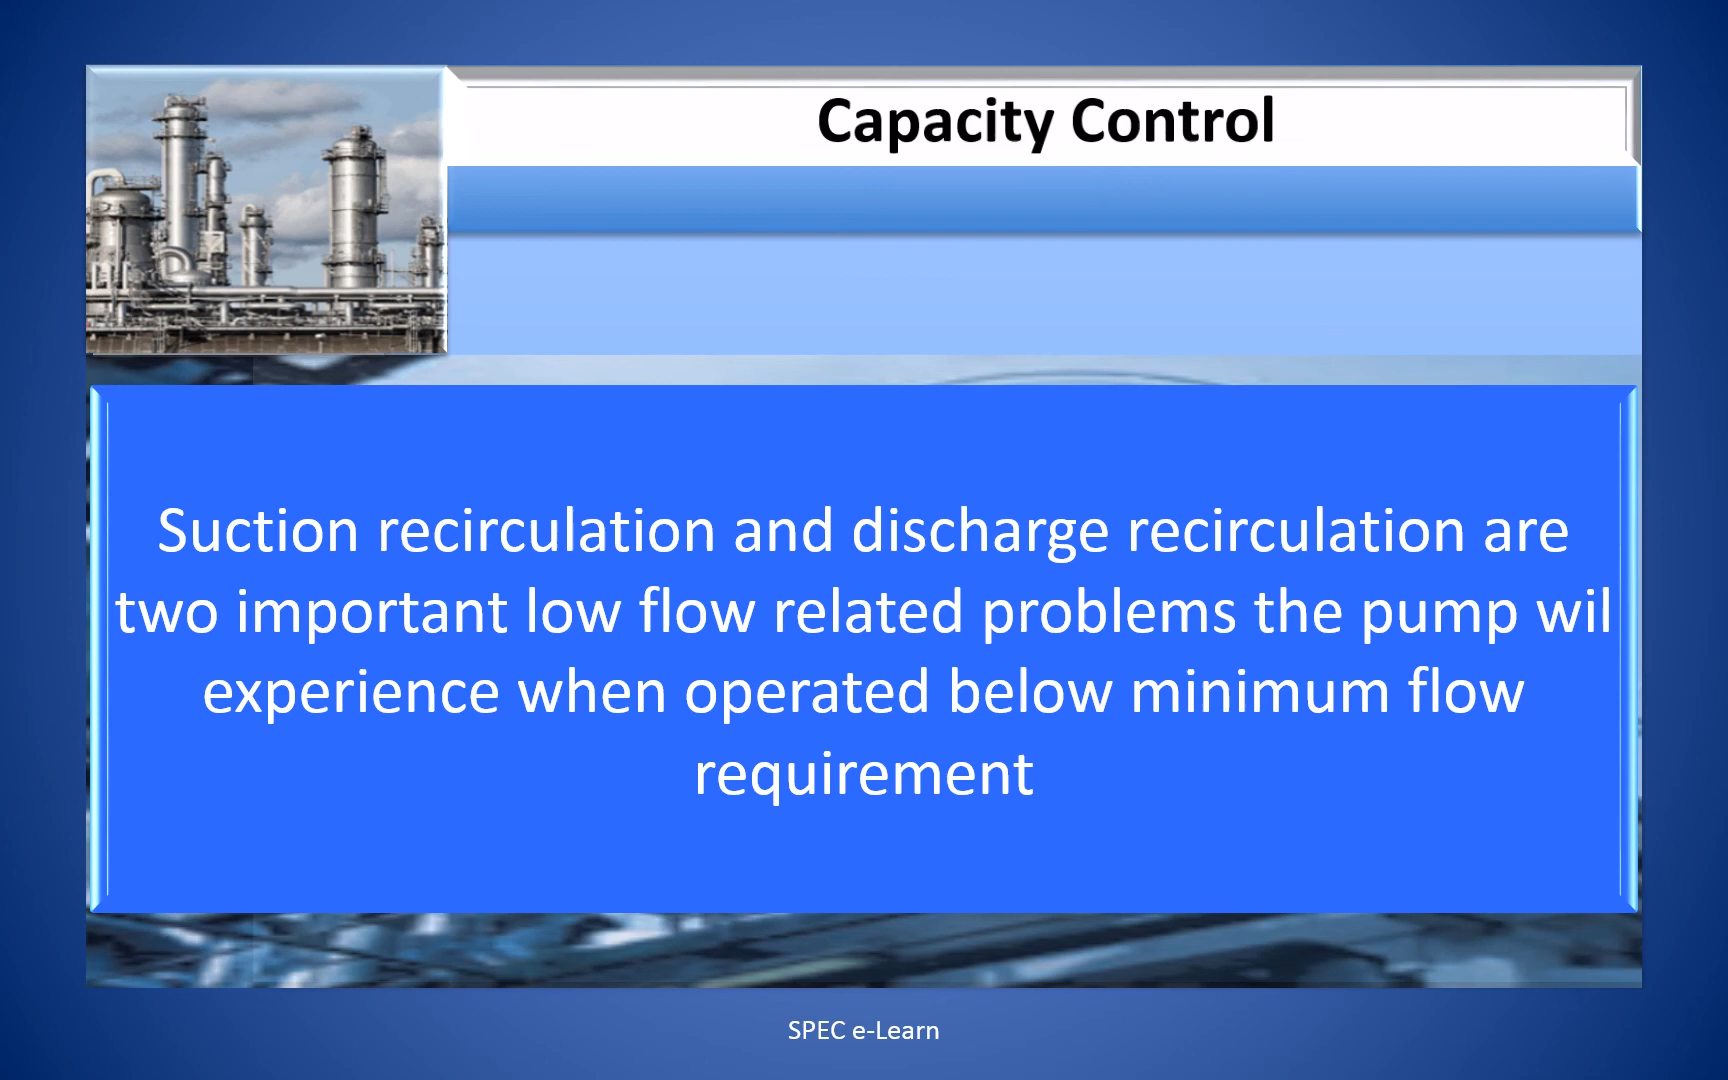 Capacity Control
Suction recirculation and discharge recirculation are
two important low flow related problems the pump wil
experience when operated below minimum flow
requirement
SPEC e-Learn